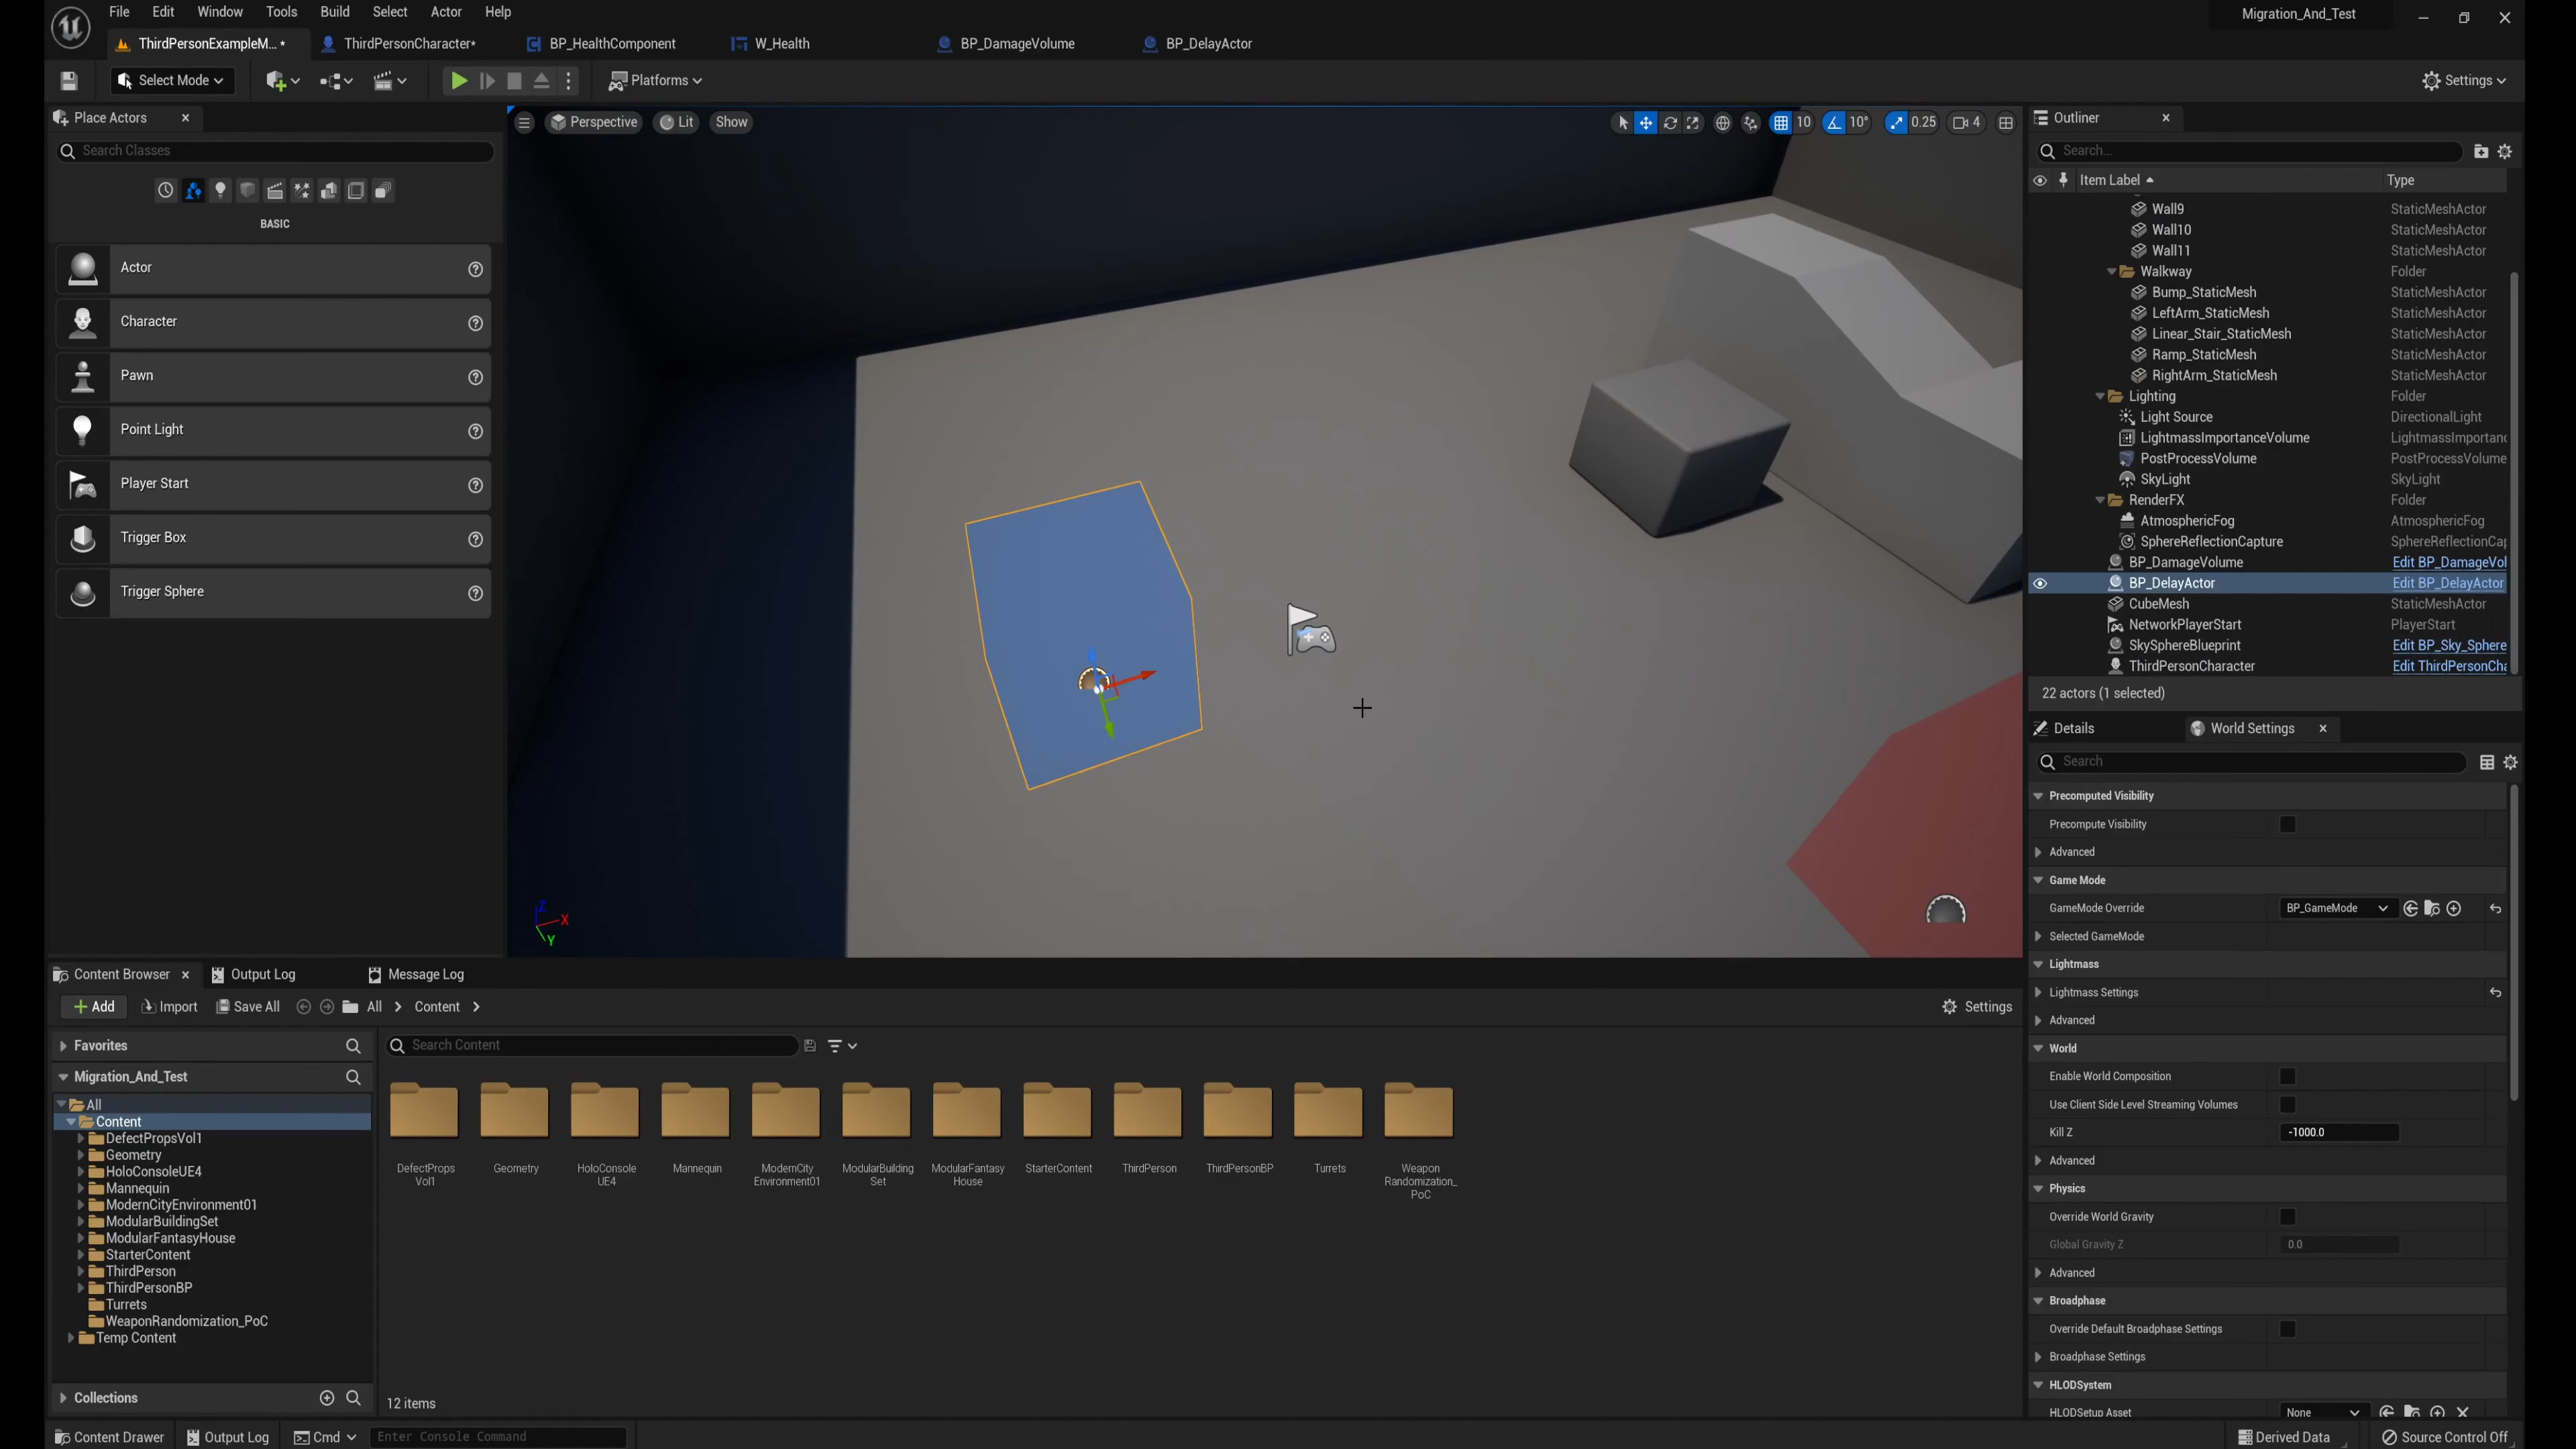 File Edit Window Tools Build Select Actor Help
Migration_And_Test
ThirdPersonExampleM... *
ThirdPersonCharacter*
BP_HealthComponent
W_Health
BP_DamageVolume
BP_DelayActor
Select Mode
Platforms
Settings
Place Actors
Search Classes
BASIC
Actor
Character
Pawn
Point Light
Player Start
Trigger Box
Trigger Sphere
Perspective
Lit
Show
10
10°
0.25
4
Z
X
Y
Outliner
Search...
Item Label
Type
Wall9 StaticMeshActor
Wall10 StaticMeshActor
Wall11 StaticMeshActor
Walkway Folder
Bump_StaticMesh StaticMeshActor
LeftArm_StaticMesh StaticMeshActor
Linear_Stair_StaticMesh StaticMeshActor
Ramp_StaticMesh StaticMeshActor
RightArm_StaticMesh StaticMeshActor
Lighting Folder
Light Source DirectionalLight
LightmassImportanceVolume LightmassImportanc
PostProcessVolume PostProcessVolume
SkyLight SkyLight
RenderFX Folder
AtmosphericFog AtmosphericFog
SphereReflectionCapture SphereReflectionCap
BP_DamageVolume Edit BP_DamageVol
BP_DelayActor Edit BP_DelayActor
CubeMesh StaticMeshActor
NetworkPlayerStart PlayerStart
SkySphereBlueprint Edit BP_Sky_Sphere
ThirdPersonCharacter Edit ThirdPersonCha
22 actors (1 selected)
Details
World Settings
Search
Precomputed Visibility
Precompute Visibility
Advanced
Game Mode
GameMode Override BP_GameMode
Selected GameMode
Lightmass
Lightmass Settings
Advanced
World
Enable World Composition
Use Client Side Level Streaming Volumes
Kill Z -1000.0
Advanced
Physics
Override World Gravity
Global Gravity Z 0.0
Advanced
Broadphase
Override Default Broadphase Settings
Broadphase Settings
HLODSystem
HLODSetup Asset None
Content Browser
Output Log
Message Log
Add
Import
Save All
All
Content
Settings
Favorites
Migration_And_Test
All
Content
DefectPropsVol1
Geometry
HoloConsoleUE4
Mannequin
ModernCityEnvironment01
ModularBuildingSet
ModularFantasyHouse
StarterContent
ThirdPerson
ThirdPersonBP
Turrets
WeaponRandomization_PoC
Temp Content
Collections
Search Content
DefectProps
Vol1
Geometry
HoloConsole
UE4
Mannequin
ModernCity
Environment01
ModularBuilding
Set
ModularFantasy
House
StarterContent
ThirdPerson
ThirdPersonBP
Turrets
Weapon
Randomization_
PoC
12 items
Content Drawer
Output Log
Cmd
Enter Console Command
Derived Data
Source Control Off